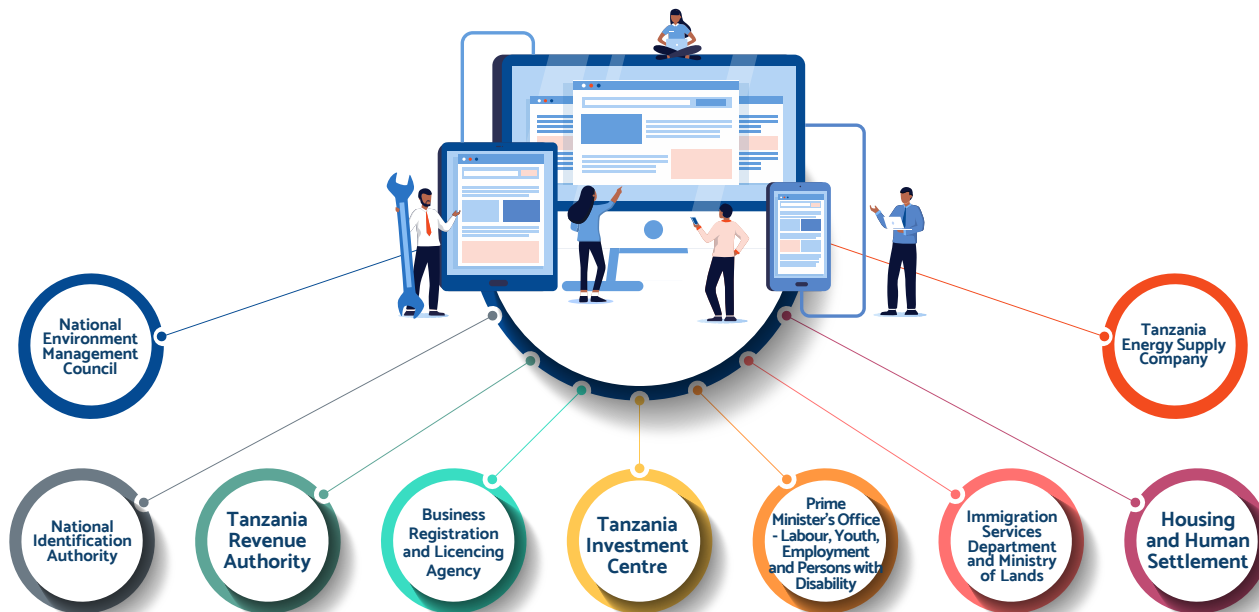 National
Environment
Management
Council
Tanzania
Energy Supply
Company
National
Identification
Authority
Tanzania
Revenue
Authority
Business
Registration
and Licencing
Agency
Tanzania
Investment
Centre
Prime
Minister's Office
- Labour, Youth,
Employment
and Persons with
Disability
Immigration
Services
Department
and Ministry
of Lands
Housing
and Human
Settlement